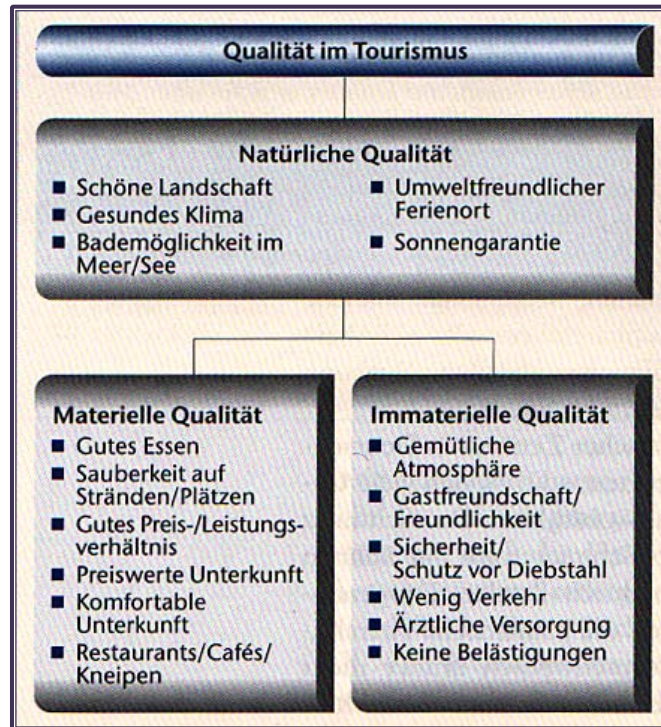 Qualität im Tourismus
Natürliche Qualität
■ Schöne Landschaft
■ Gesundes Klima
■ Bademöglichkeit im
Meer/See
■ Umweltfreundlicher
Ferienort
■ Sonnengarantie
Materielle Qualität
■ Gutes Essen
■ Sauberkeit auf
Stränden/Plätzen
■ Gutes Preis-/Leistungs-
verhältnis
■ Preiswerte Unterkunft
■ Komfortable
Unterkunft
■ Restaurants/Cafés/
Kneipen
Immaterielle Qualität
■ Gemütliche
Atmosphäre
■ Gastfreundschaft/
Freundlichkeit
■ Sicherheit/
Schutz vor Diebstahl
■ Wenig Verkehr
■ Ärztliche Versorgung
■ Keine Belästigungen